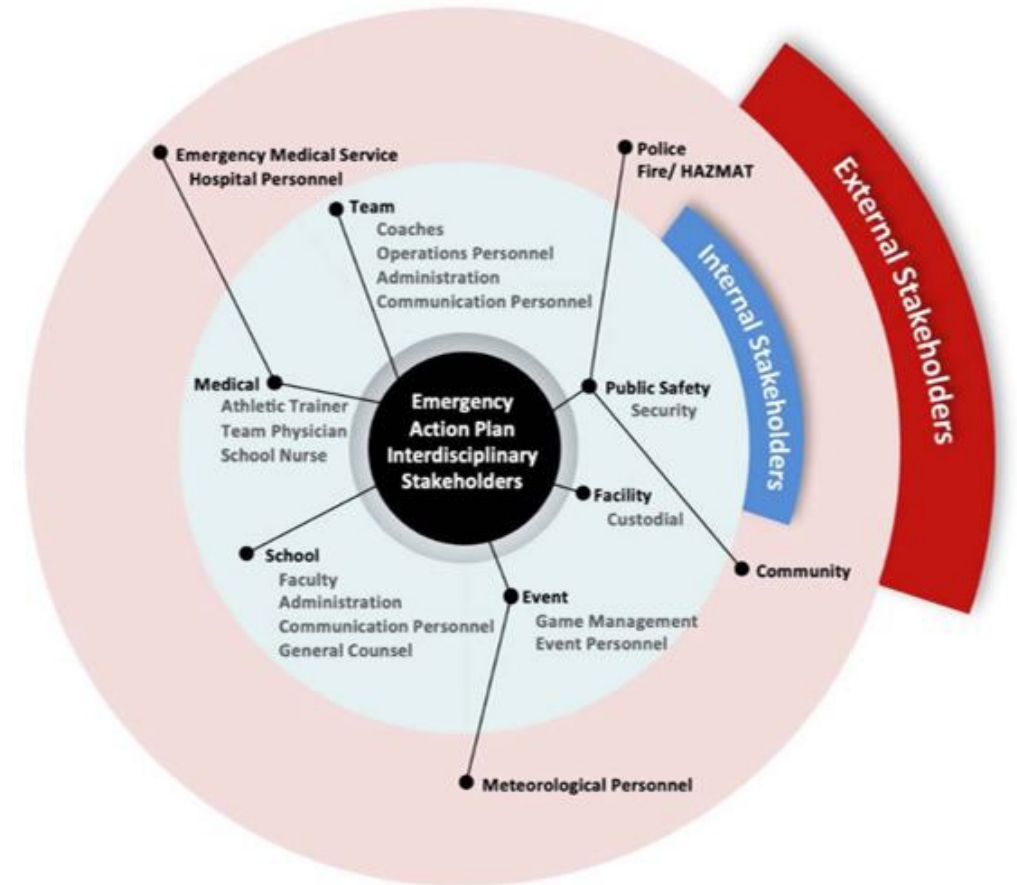 Emergency Medical Service
Hospital Personnel
Police
Fire/ HAZMAT
Team
Coaches
Operations Personnel
Administration
Communication Personnel
External Stakeholders
Internal Stakeholders
Medical
Athletic Trainer
Team Physician
School Nurse
Emergency
Action Plan
Interdisciplinary
Stakeholders
Public Safety
Security
Facility
Custodial
School
Faculty
Administration
Communication Personnel
General Counsel
Event
Game Management
Event Personnel
Community
Meteorological Personnel